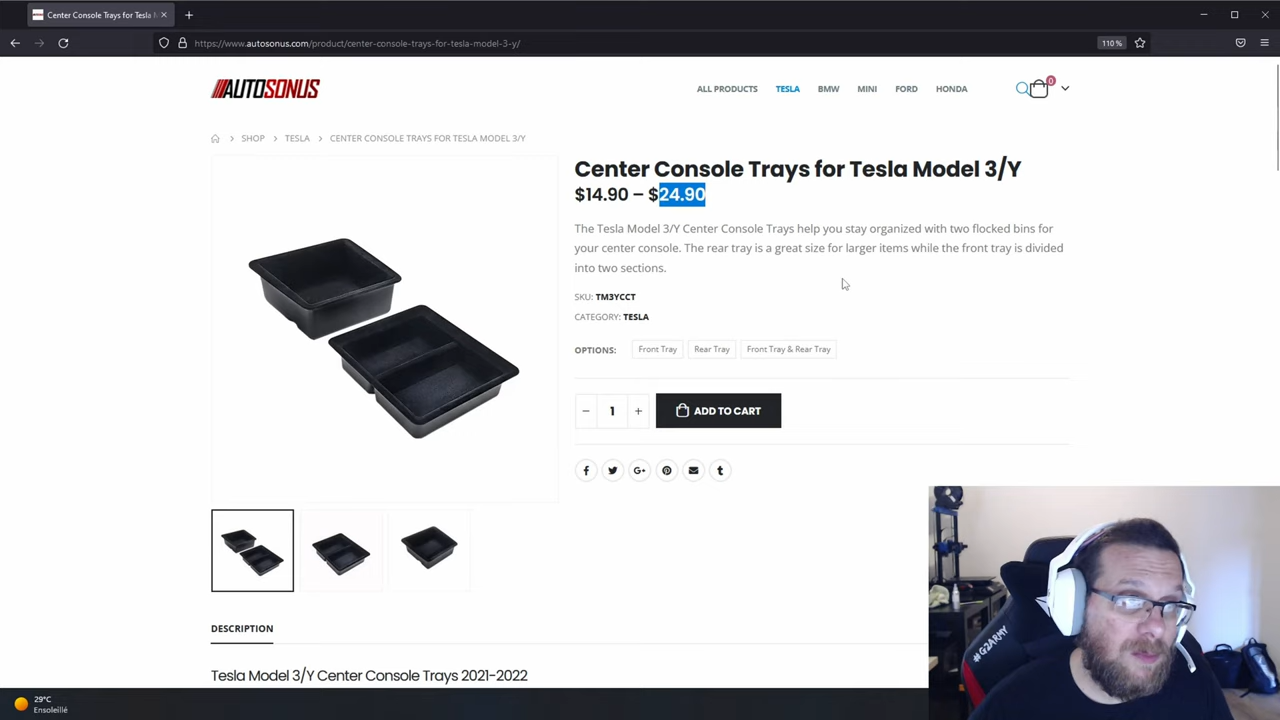 Center Console Trays for Tesla M
https://www.autosonus.com/product/center-console-trays-for-tesla-model-3-y/
110%
AUTOSONUS
ALL PRODUCTS TESLA BMW MINI FORD HONDA
0
SHOP > TESLA > CENTER CONSOLE TRAYS FOR TESLA MODEL 3/Y
Center Console Trays for Tesla Model 3/Y
$14.90 – $24.90
The Tesla Model 3/Y Center Console Trays help you stay organized with two flocked bins for
your center console. The rear tray is a great size for larger items while the front tray is divided
into two sections.
SKU: TM3YCCT
CATEGORY: TESLA
OPTIONS: Front Tray Rear Tray Front Tray & Rear Tray
− 1 + ADD TO CART
DESCRIPTION
Tesla Model 3/Y Center Console Trays 2021-2022
#G2ARMY
29°C
Ensoleillé